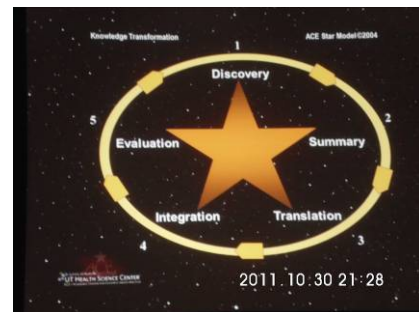 Knowledge Transformation
ACE Star Model©2004
1
Discovery
5
2
Evaluation
Summary
Integration
Translation
4
3
UT HEALTH SCIENCE CENTER
2011.10.30 21:28